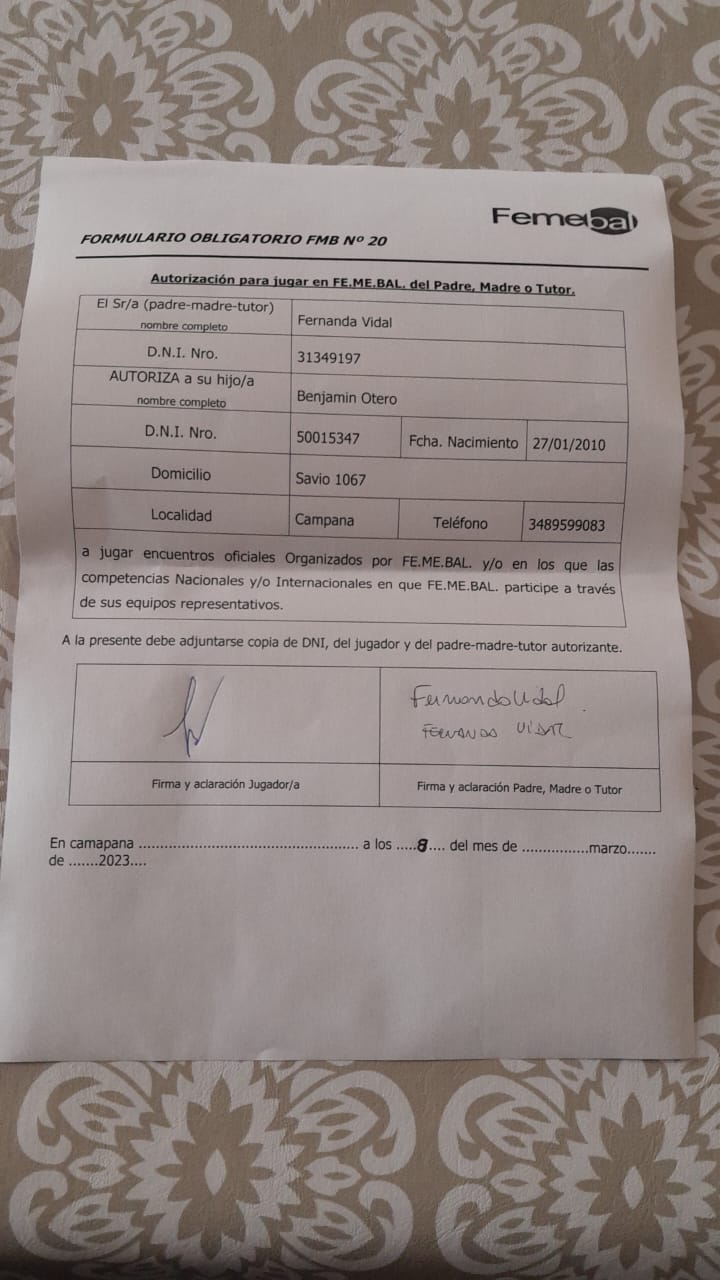 Femebal
FORMULARIO OBLIGATORIO FMB Nº 20
Autorización para jugar en FE.ME.BAL. del Padre, Madre o Tutor.
El Sr/a (padre-madre-tutor)
nombre completo
Fernanda Vidal
D.N.I. Nro.
31349197
AUTORIZA a su hijo/a
nombre completo
Benjamin Otero
D.N.I. Nro.
50015347
Fcha. Nacimiento
27/01/2010
Domicilio
Savio 1067
Localidad
Campana
Teléfono
3489599083
a jugar encuentros oficiales Organizados por FE.ME.BAL. y/o en los que las
competencias Nacionales y/o Internacionales en que FE.ME.BAL. participe a través
de sus equipos representativos.
A la presente debe adjuntarse copia de DNI, del jugador y del padre-madre-tutor autorizante.
Fernanda Vidal
FERNANDA VIDAL
Firma y aclaración Jugador/a
Firma y aclaración Padre, Madre o Tutor
En camapana ...................................................... a los .....8.... del mes de ................marzo.......
de .......2023....